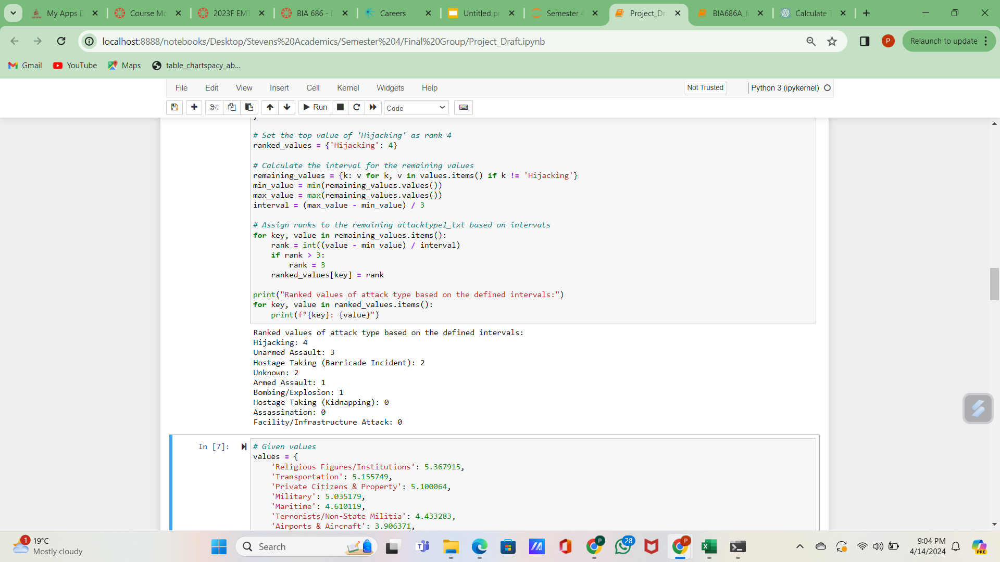 My Apps D
Course Mo
2023F EMT
BIA 686 - D
Careers
Untitled pr
Semester 4
Project_Dr
BIA686A_fi
Calculate T
localhost:8888/notebooks/Desktop/Stevens%20Academics/Semester%204/Final%20Group/Project_Draft.ipynb
P
Relaunch to update
Gmail
YouTube
Maps
table_chartspacy_ab...
File Edit View Insert Cell Kernel Widgets Help
Not Trusted
Python 3 (ipykernel)
Run
Code
# Set the top value of 'Hijacking' as rank 4
ranked_values = {'Hijacking': 4}
# Calculate the interval for the remaining values
remaining_values = {k: v for k, v in values.items() if k != 'Hijacking'}
min_value = min(remaining_values.values())
max_value = max(remaining_values.values())
interval = (max_value - min_value) / 3
# Assign ranks to the remaining attacktype1_txt based on intervals
for key, value in remaining_values.items():
    rank = int((value - min_value) / interval)
    if rank > 3:
        rank = 3
    ranked_values[key] = rank
print("Ranked values of attack type based on the defined intervals:")
for key, value in ranked_values.items():
    print(f"{key}: {value}")
Ranked values of attack type based on the defined intervals:
Hijacking: 4
Unarmed Assault: 3
Hostage Taking (Barricade Incident): 2
Unknown: 2
Armed Assault: 1
Bombing/Explosion: 1
Hostage Taking (Kidnapping): 0
Assassination: 0
Facility/Infrastructure Attack: 0
In [7]:
# Given values
values = {
    'Religious Figures/Institutions': 5.367915,
    'Transportation': 5.155749,
    'Private Citizens & Property': 5.100064,
    'Military': 5.035179,
    'Maritime': 4.610119,
    'Terrorists/Non-State Militia': 4.433283,
    'Airports & Aircraft': 3.906371,
1
19°C
Mostly cloudy
Search
P
28
P
9:04 PM
4/14/2024
PRE